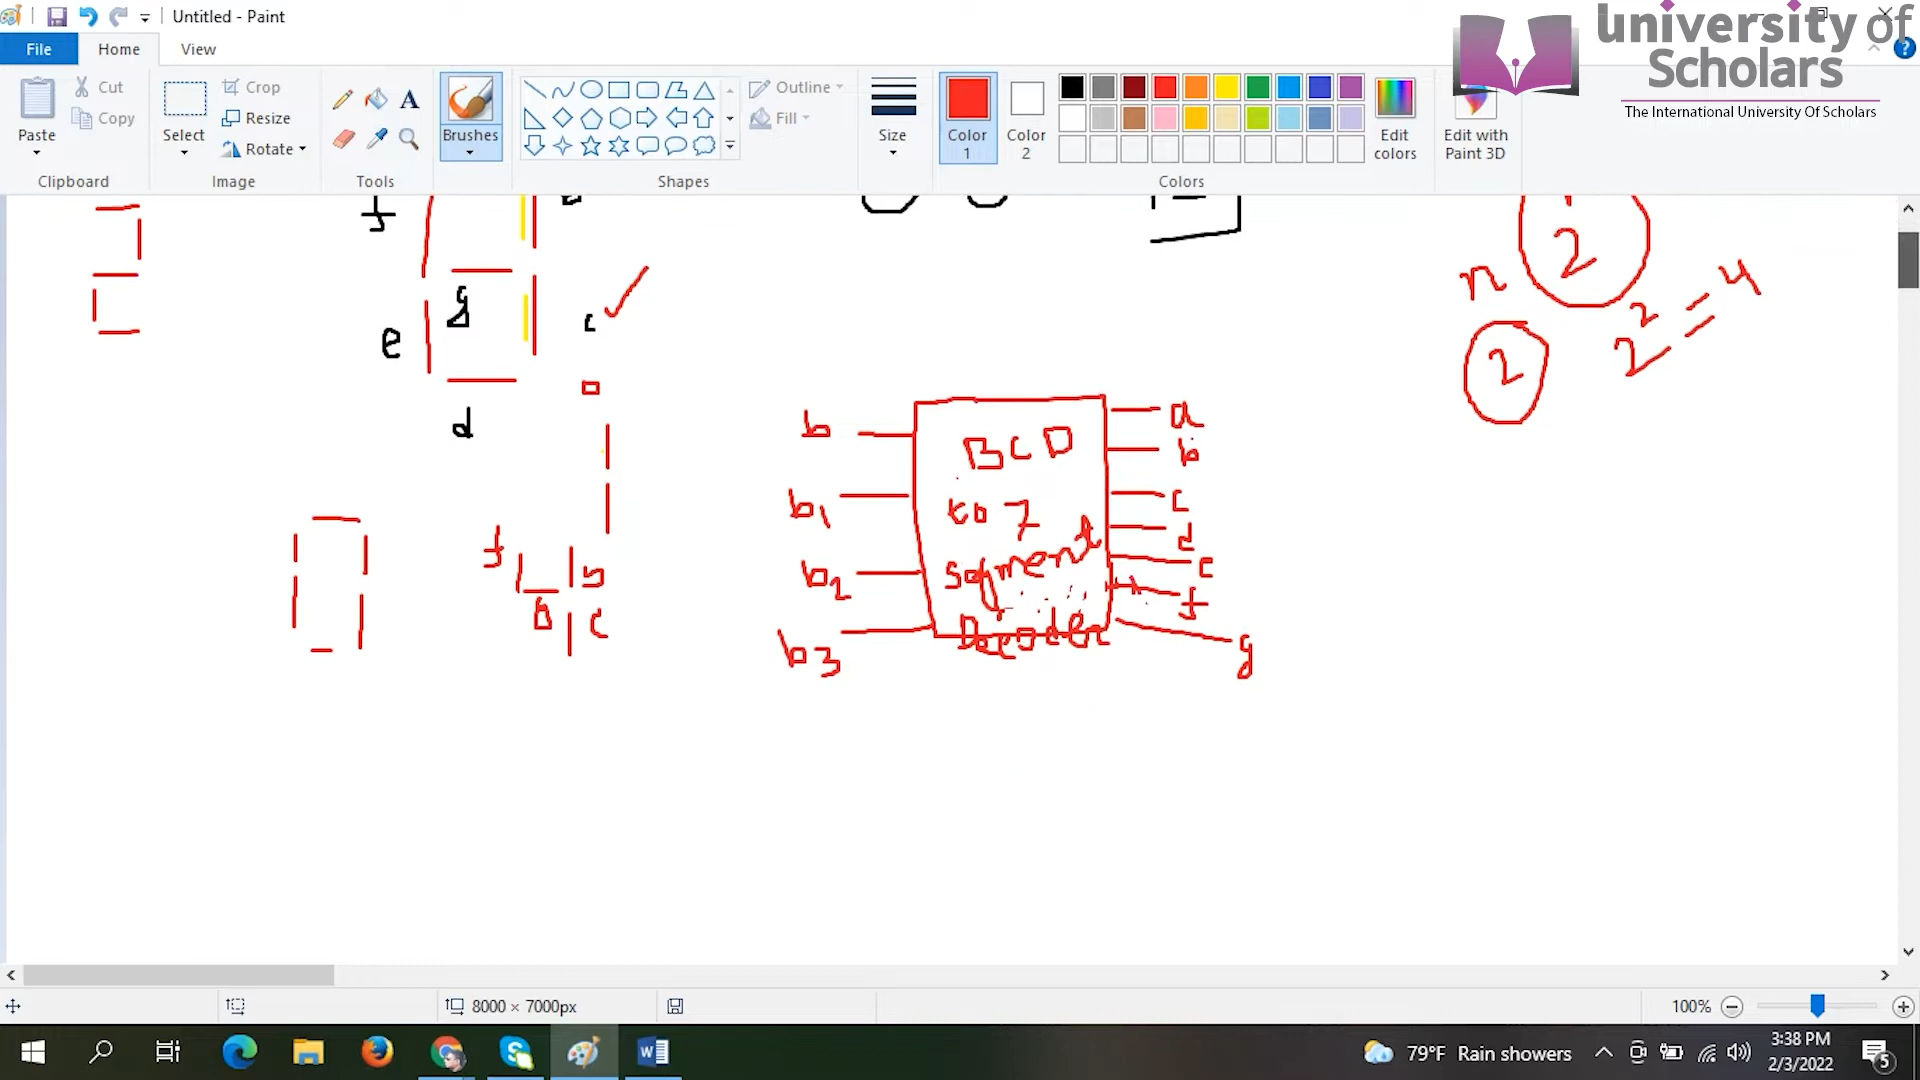 Untitled - Paint
University of
Scholars
The International University Of Scholars
File
Home
View
Paste
Cut
Copy
Clipboard
Select
Crop
Resize
Rotate
Image
Tools
Brushes
Shapes
Outline
Fill
Size
Color 1
Color 2
Edit colors
Edit with Paint 3D
Colors
f
g
c
e
d
n
2
2
2² = 4
b
b1
b2
b3
BCD
to 7
Segment
Decoder
a
b
c
d
e
f
g
f
b
c
8000 × 7000px
100%
79°F Rain showers
3:38 PM
2/3/2022
5